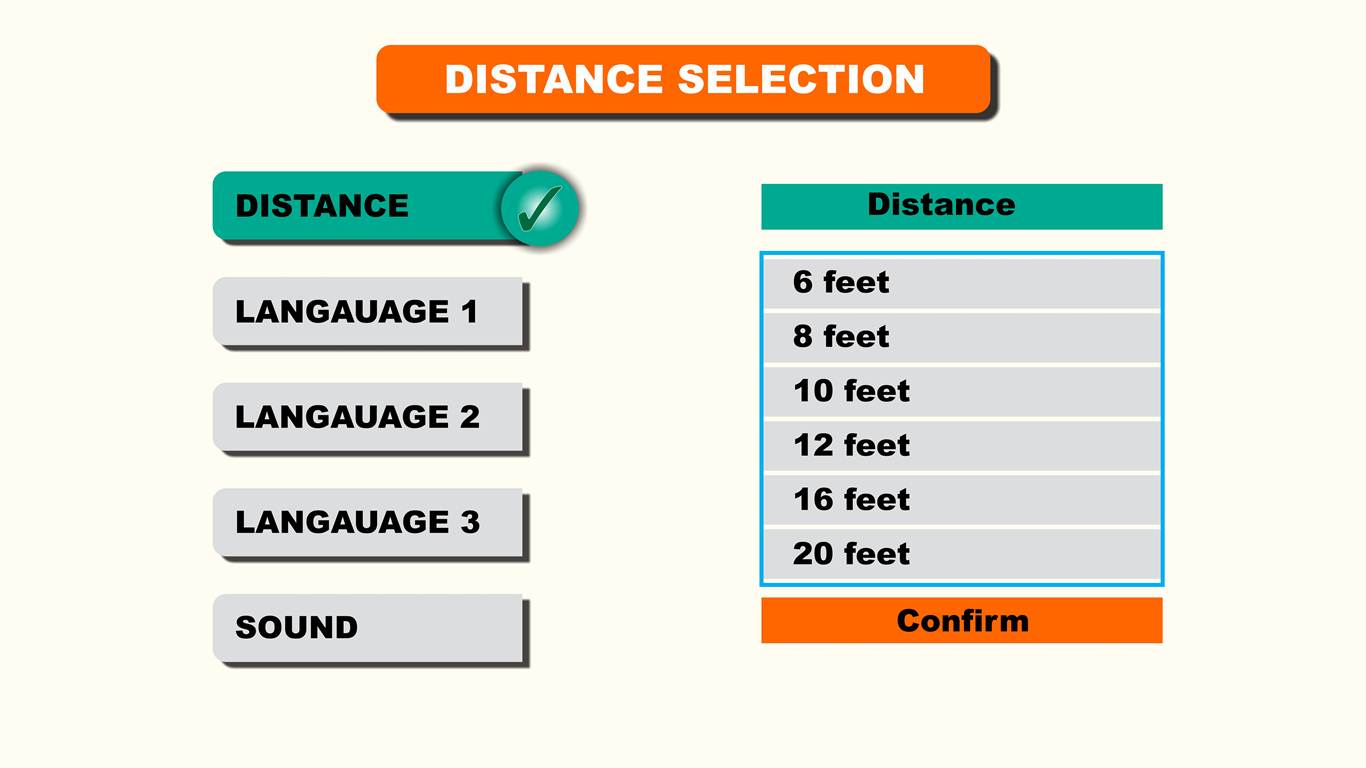 DISTANCE SELECTION
DISTANCE
LANGAUAGE 1
LANGAUAGE 2
LANGAUAGE 3
SOUND
Distance
6 feet
8 feet
10 feet
12 feet
16 feet
20 feet
Confirm